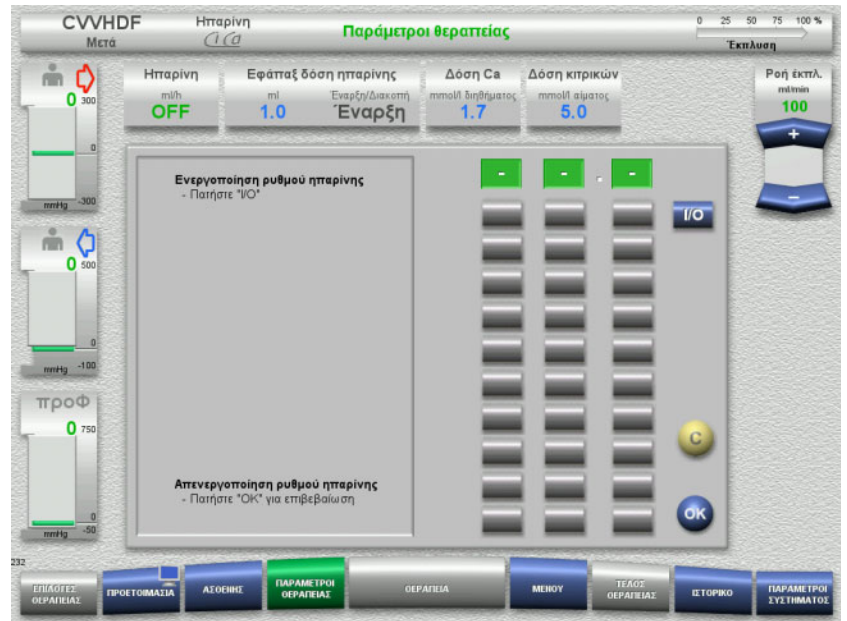 CVVHDF
Μετά
Ηπαρίνη
Ci Ca
Παράμετροι θεραπείας
0 25 50 75 100 %
Έκπλυση
0 300
0
mmHg -300
Ηπαρίνη
ml/h
OFF
Εφάπαξ δόση ηπαρίνης
ml Έναρξη/Διακοπή
1.0 Έναρξη
Δόση Ca
mmol/l διηθήματος
1.7
Δόση κιτρικών
mmol/l αίματος
5.0
Ροή έκπλ.
ml/min
100
+
−
0 500
0
mmHg -100
προΦ
0 750
0
mmHg -50
Ενεργοποίηση ρυθμού ηπαρίνης
- Πατήστε "I/O"
- - . -
I/O
C
Απενεργοποίηση ρυθμού ηπαρίνης
- Πατήστε "OK" για επιβεβαίωση
OK
232
ΕΠΙΛΟΓΕΣ
ΘΕΡΑΠΕΙΑΣ
ΠΡΟΕΤΟΙΜΑΣΙΑ
ΑΣΘΕΝΗΣ
ΠΑΡΑΜΕΤΡΟΙ
ΘΕΡΑΠΕΙΑΣ
ΘΕΡΑΠΕΙΑ
ΜΕΝΟΥ
ΤΕΛΟΣ
ΘΕΡΑΠΕΙΑΣ
ΙΣΤΟΡΙΚΟ
ΠΑΡΑΜΕΤΡΟΙ
ΣΥΣΤΗΜΑΤΟΣ